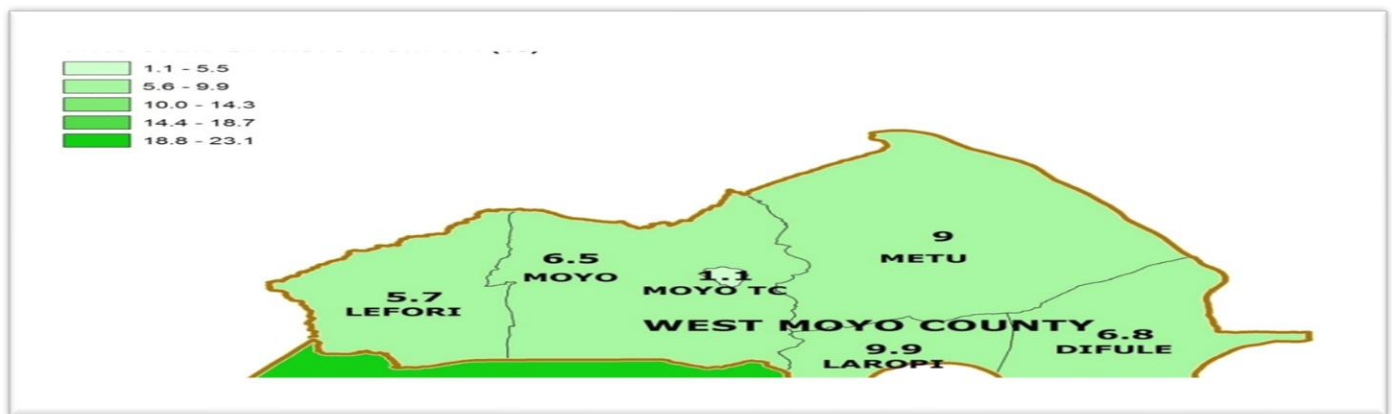 1.1 - 5.5
5.6 - 9.9
10.0 - 14.3
14.4 - 18.7
18.8 - 23.1
9
METU
6.5
MOYO
1.1
MOYO TC
5.7
LEFORI
WEST MOYO COUNTY
6.8
DIFULE
9.9
LAROPI